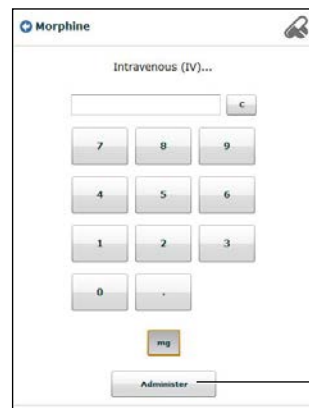 Morphine
Intravenous (IV)...
C
7 8 9
4 5 6
1 2 3
0 .
mg
Administer